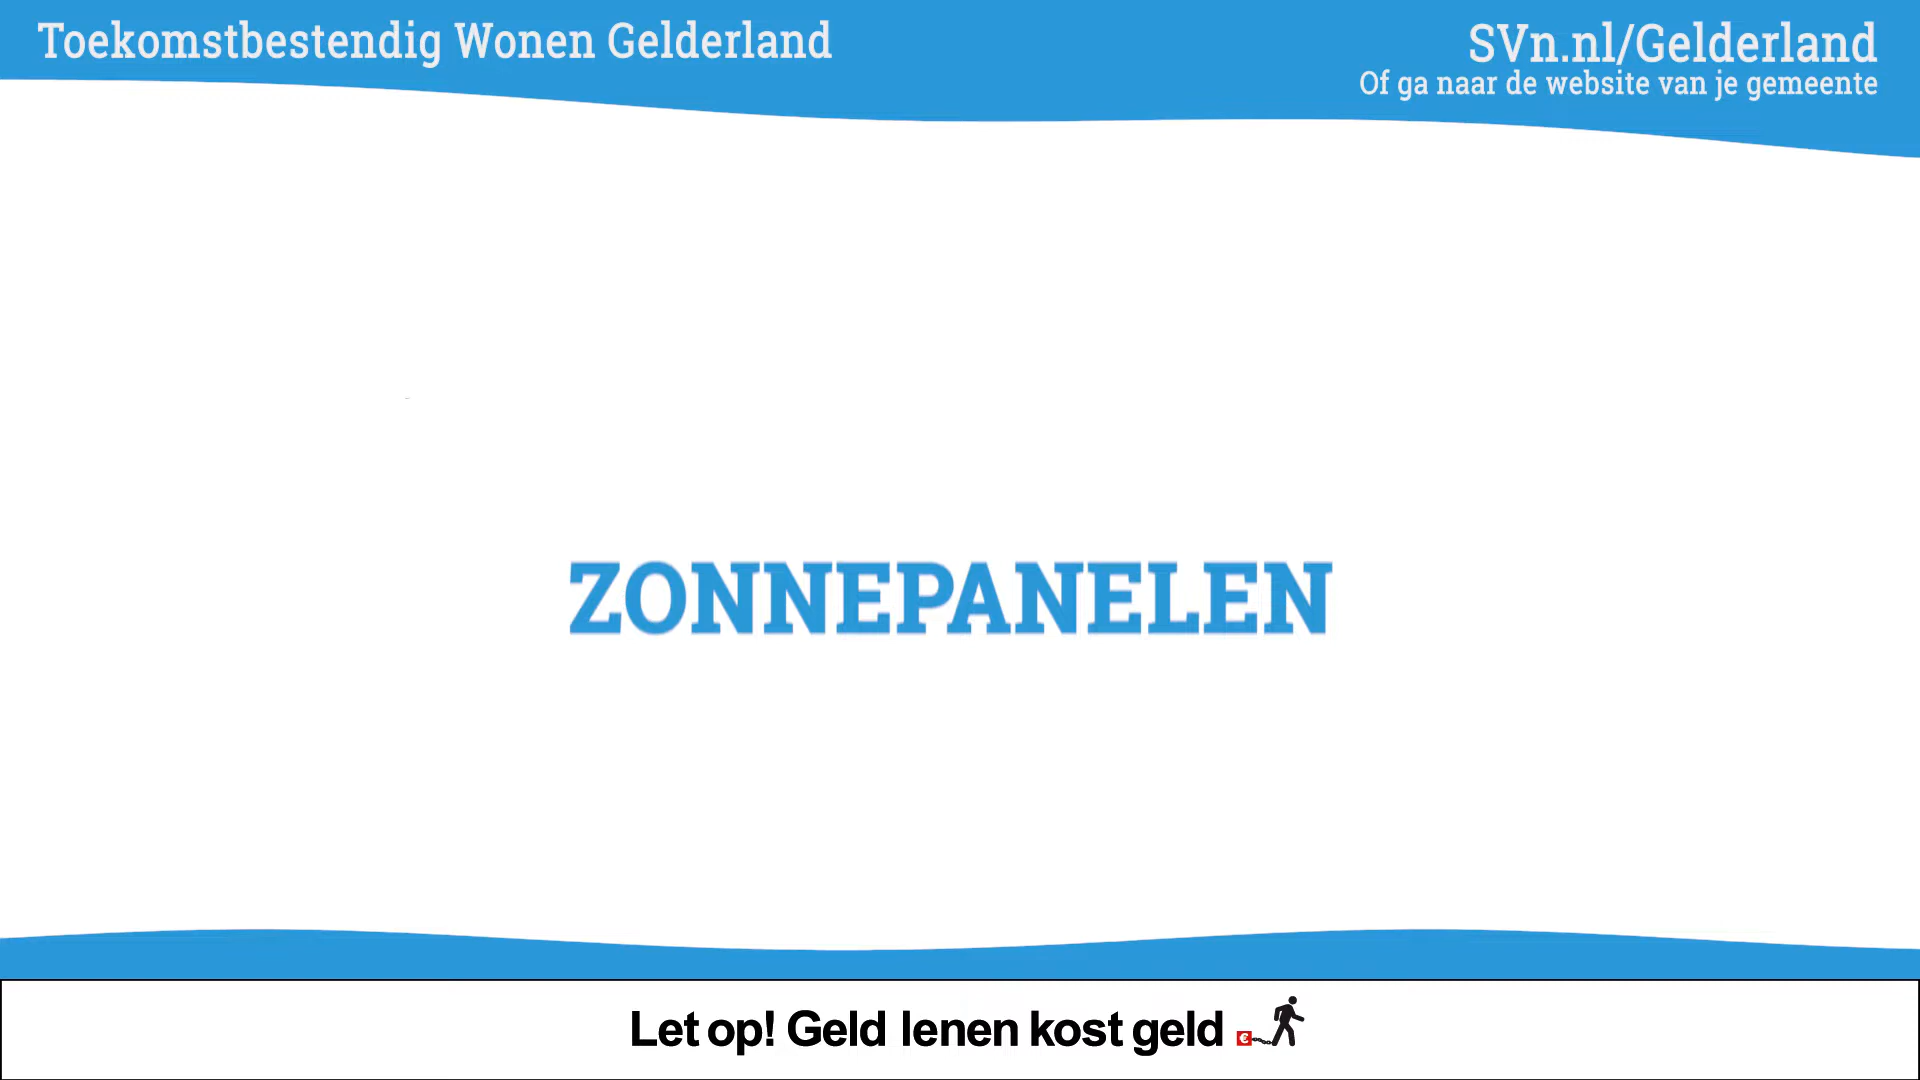 Toekomstbestendig Wonen Gelderland
SVn.nl/Gelderland
Of ga naar de website van je gemeente
ZONNEPANELEN
Let op! Geld lenen kost geld
€